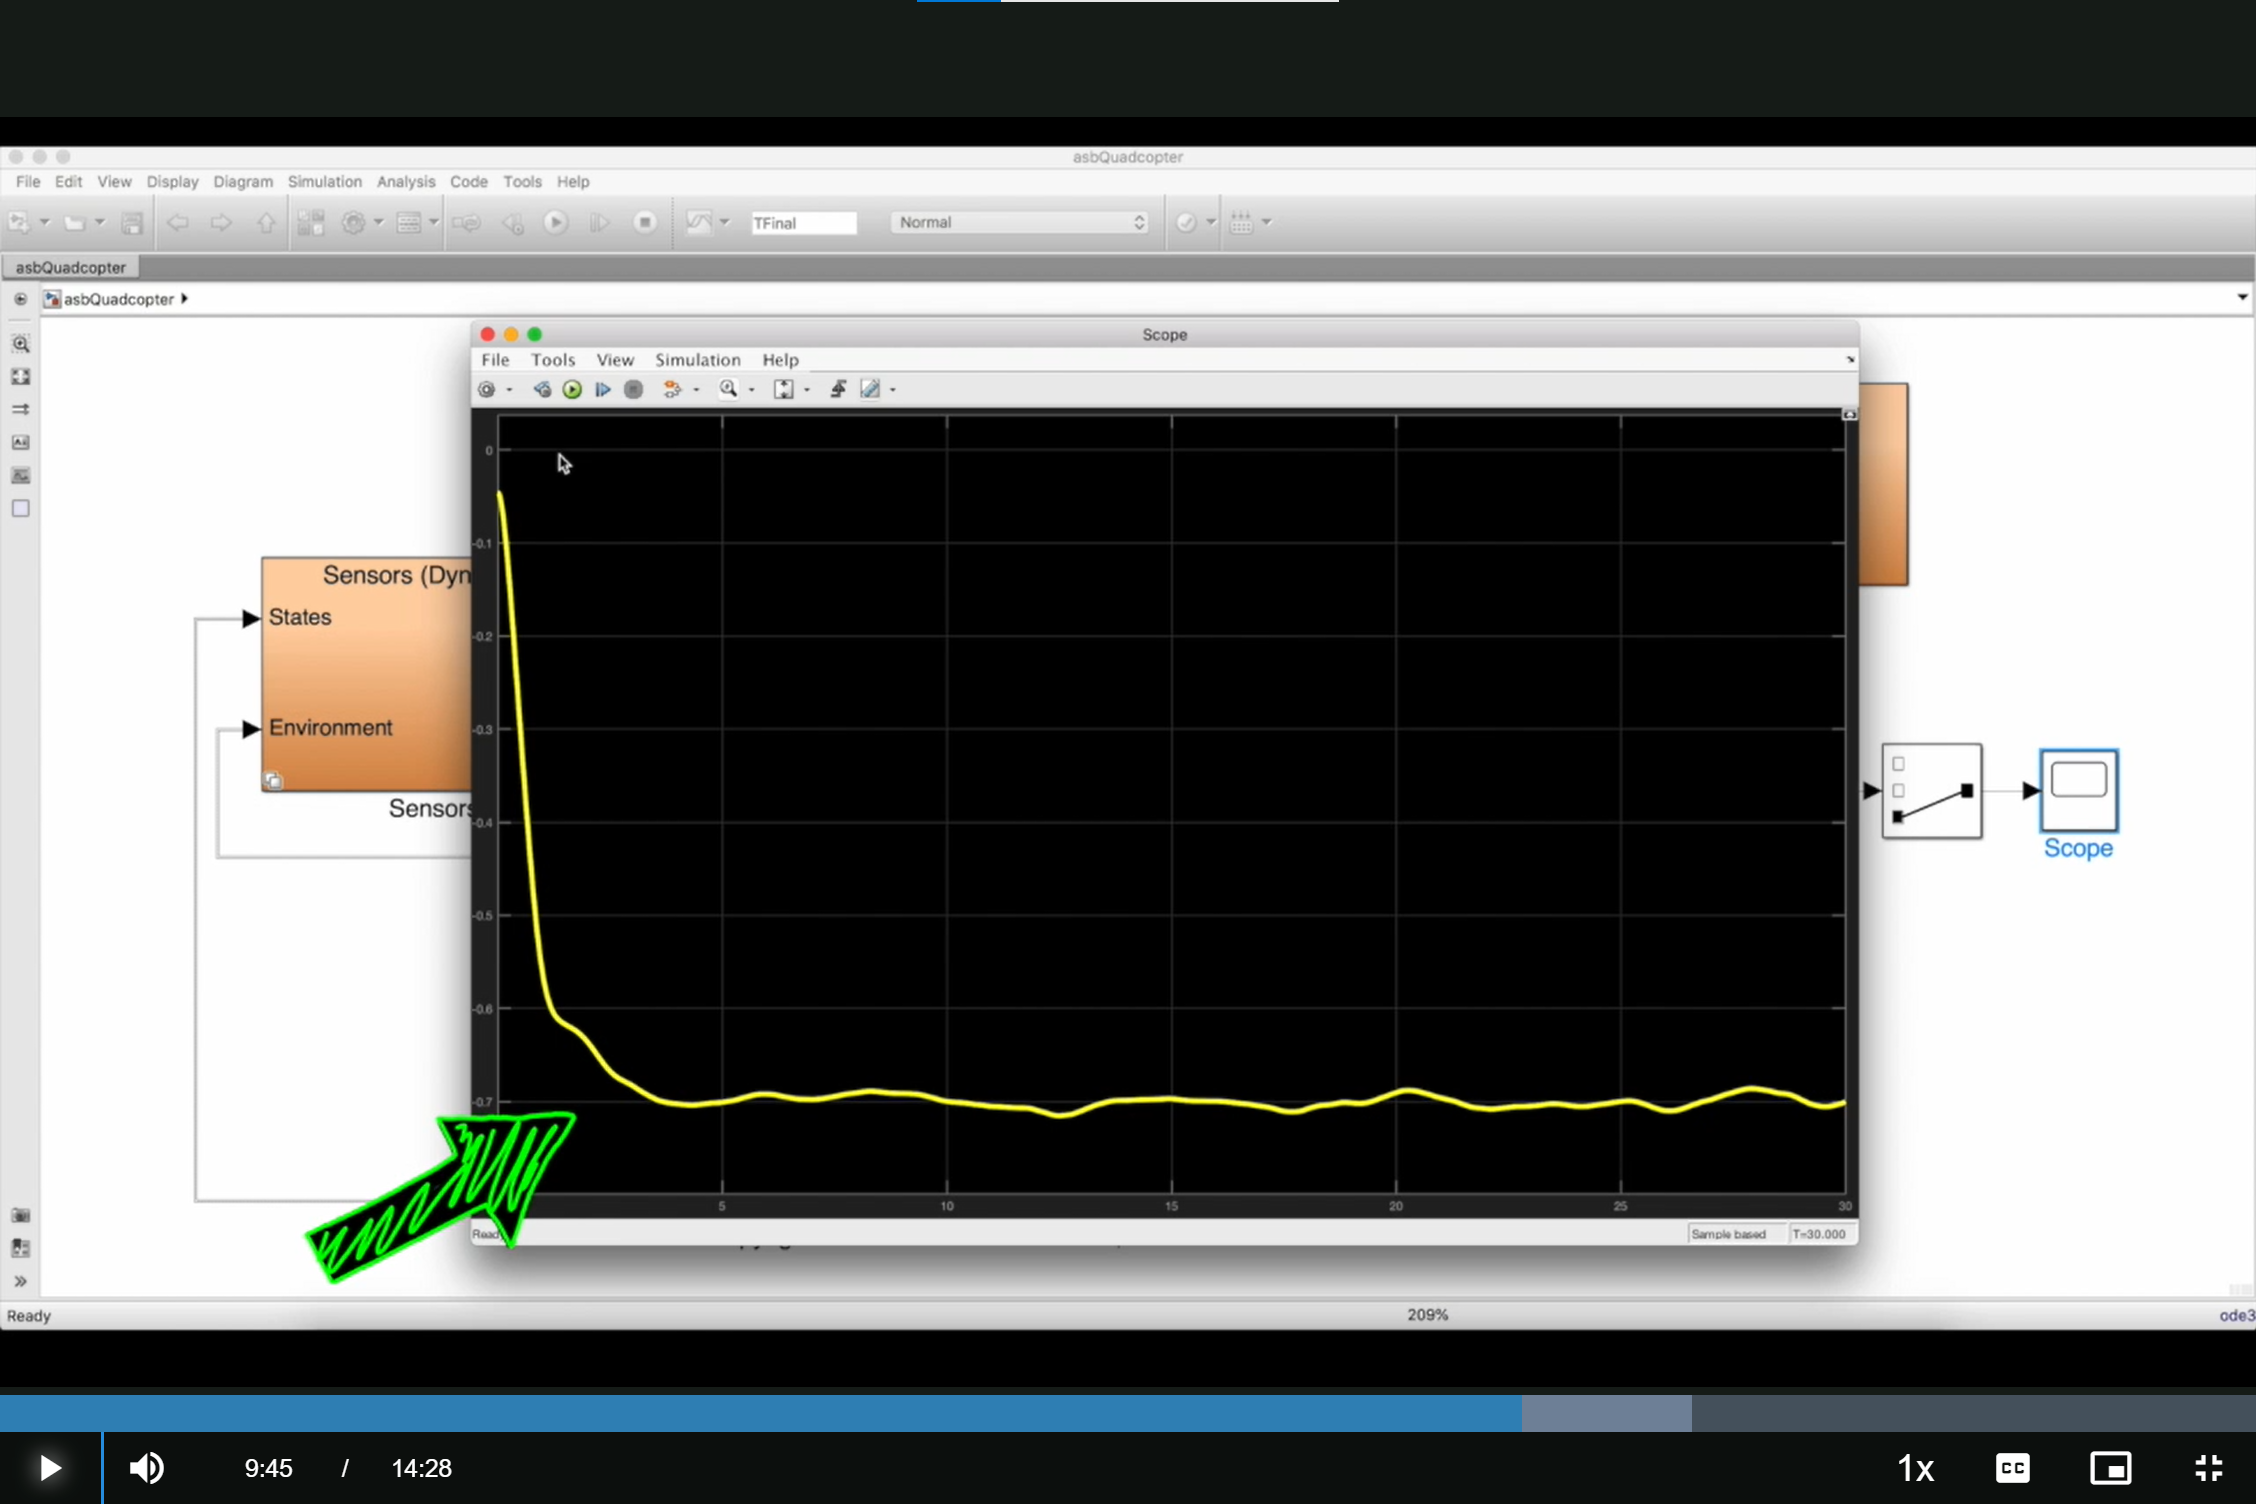 asbQuadcopter
File Edit View Display Diagram Simulation Analysis Code Tools Help
TFinal Normal
asbQuadcopter
asbQuadcopter
Scope
File Tools View Simulation Help
0
-0.1
-0.2
-0.3
-0.4
-0.5
-0.6
-0.7
5 10 15 20 25 30
Sample based T=30.000
Sensors (Dyn
States
Environment
Sensors
Scope
Ready 209% ode3
9:45 / 14:28 1x CC